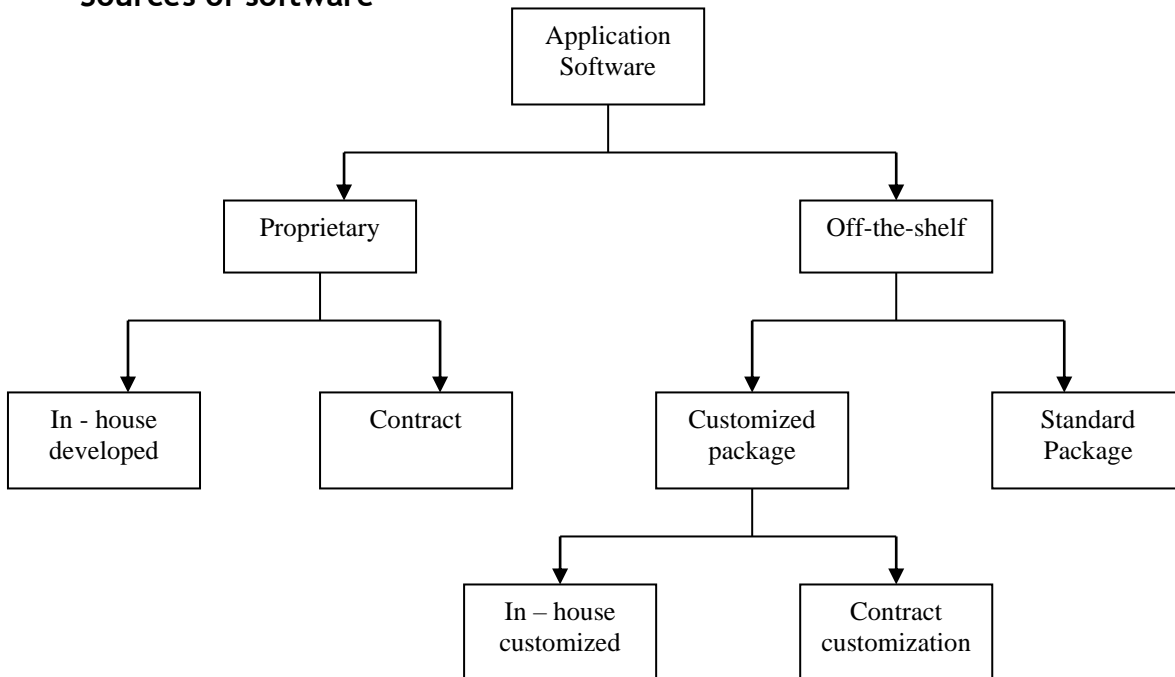 Sources of software
Application
Software
Proprietary
Off-the-shelf
In - house
developed
Contract
Customized
package
Standard
Package
In – house
customized
Contract
customization